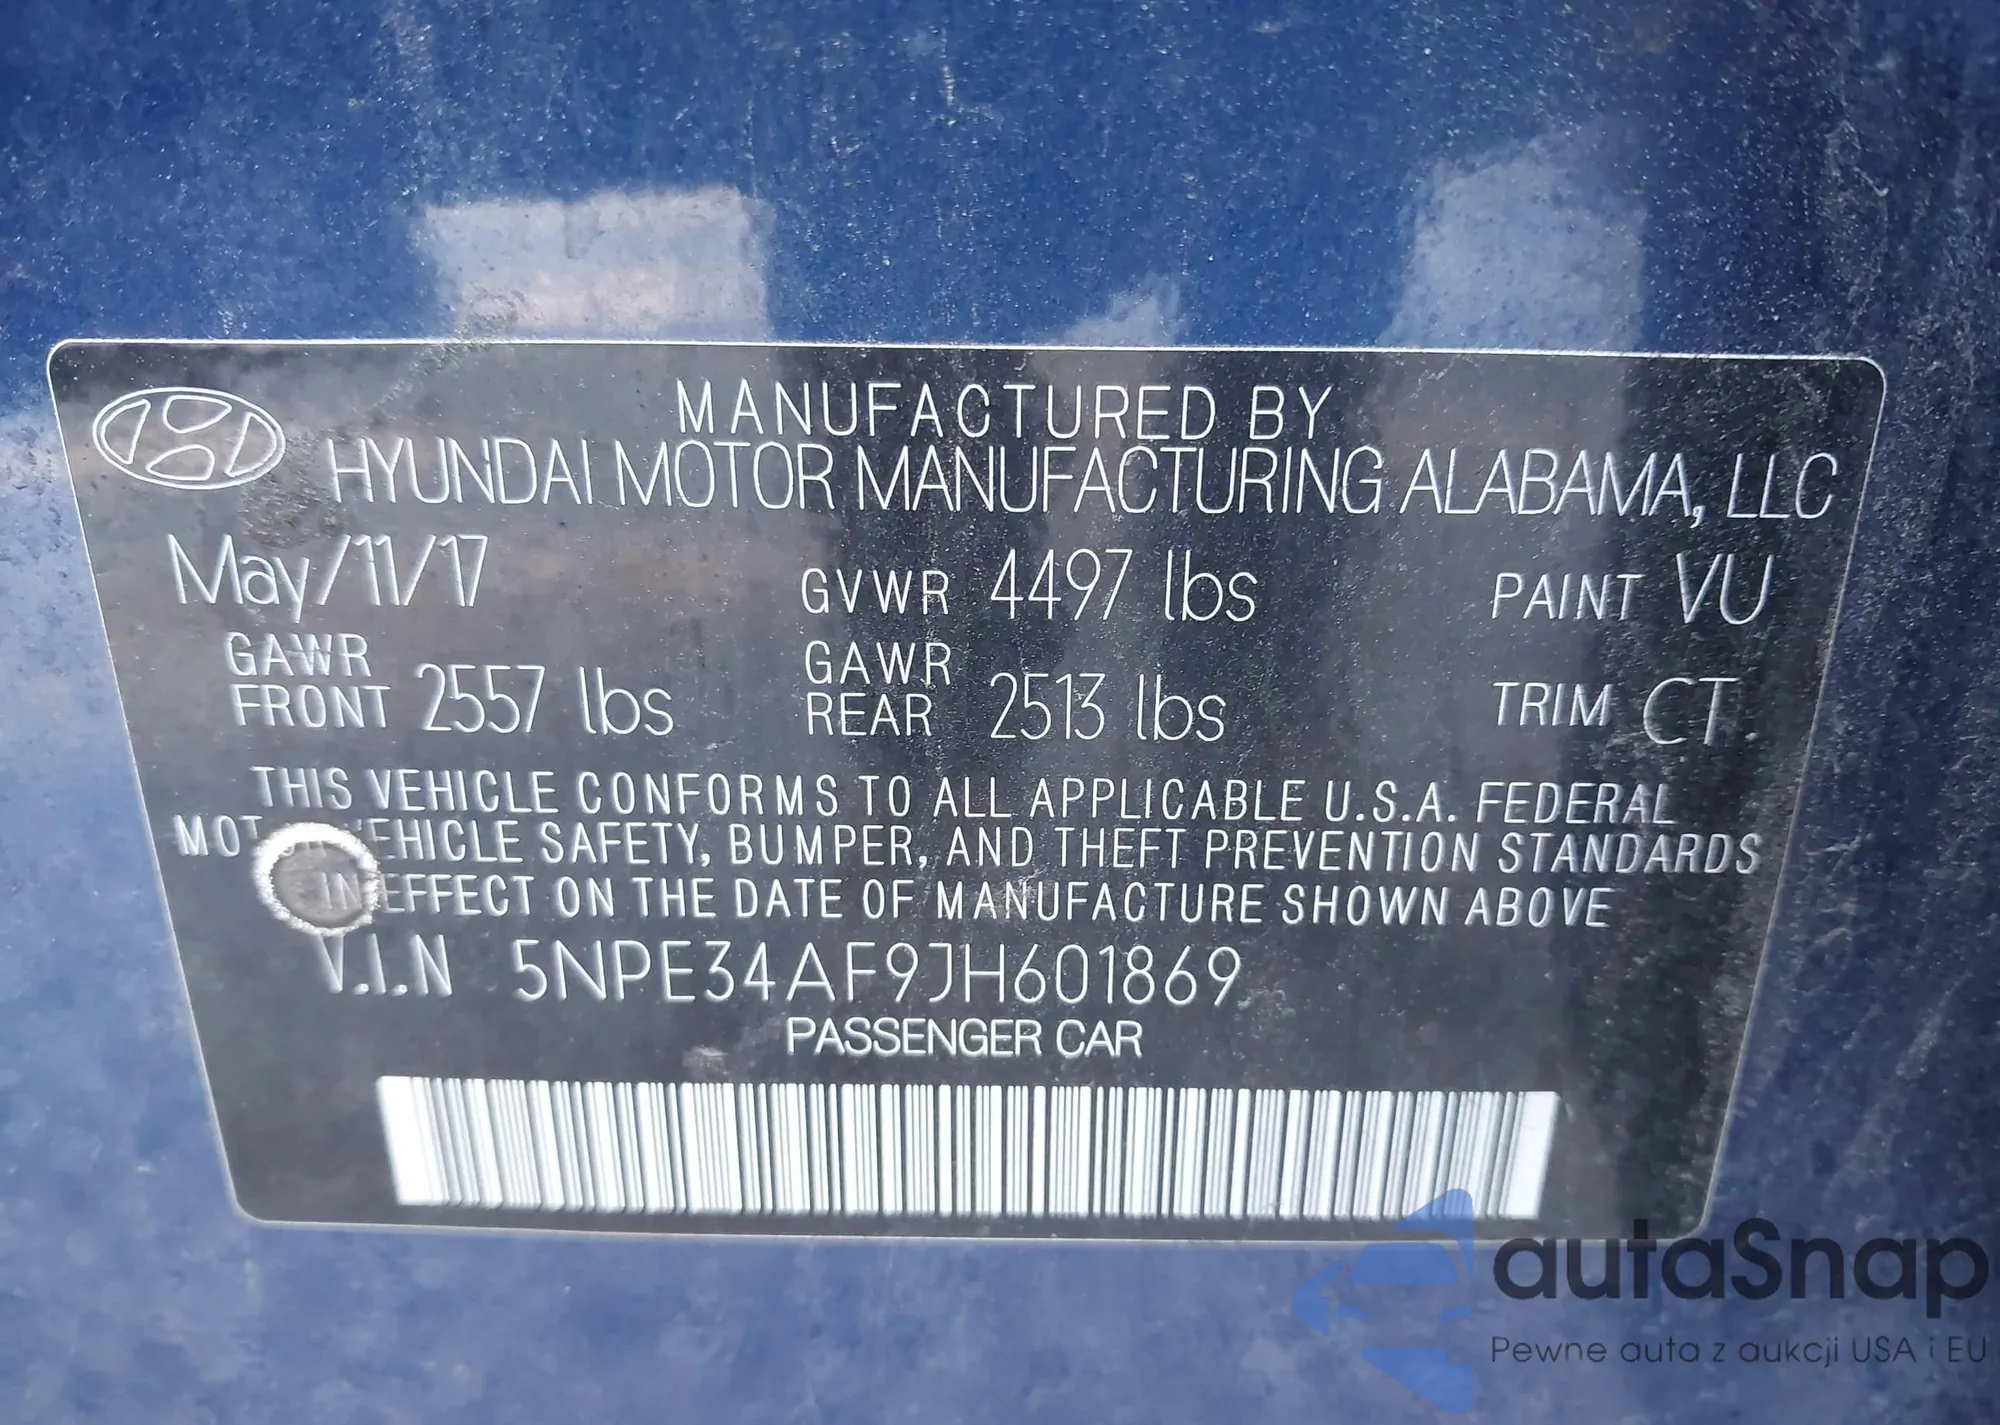 MANUFACTURED BY
HYUNDAI MOTOR MANUFACTURING ALABAMA, LLC
May/11/17 GVWR 4497 lbs PAINT VU
GAWR FRONT 2557 lbs GAWR REAR 2513 lbs TRIM CT
THIS VEHICLE CONFORMS TO ALL APPLICABLE U.S.A. FEDERAL
MOTOR VEHICLE SAFETY, BUMPER, AND THEFT PREVENTION STANDARDS
IN EFFECT ON THE DATE OF MANUFACTURE SHOWN ABOVE
V.I.N 5NPE34AF9JH601869
PASSENGER CAR
autaSnap
Pewne auta z aukcji USA i EU